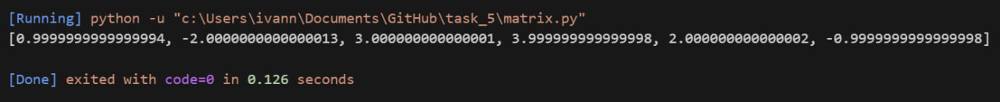 [Running] python -u "c:\Users\ivann\Documents\GitHub\task_5\matrix.py"
[0.9999999999999994, -2.0000000000000013, 3.000000000000001, 3.999999999999998, 2.000000000000002, -0.9999999999999998]
[Done] exited with code=0 in 0.126 seconds